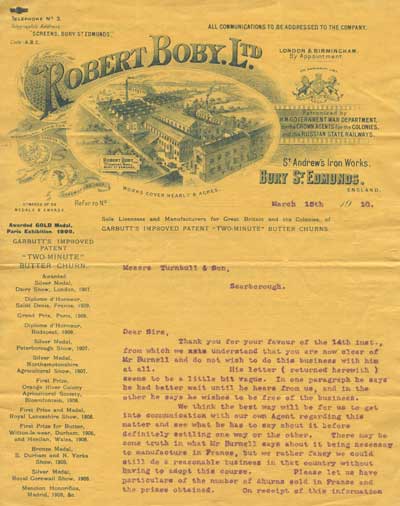 TELEPHONE Nº 3.
Telegraphic Address
"SCREENS, BURY ST EDMUNDS."
Code A.B.C.
ALL COMMUNICATIONS TO BE ADDRESSED TO THE COMPANY.
ROBERT BOBY. LTD
LONDON & BIRMINGHAM.
By Appointment
Patronized by
H.M. GOVERNMENT WAR DEPARTMENT,
for the CROWN AGENTS for the COLONIES,
and the RUSSIAN STATE RAILWAYS.
St Andrew's Iron Works.
BURY ST EDMUNDS.
ENGLAND.
WORKS COVER NEARLY ACRES.
MEDALS & AWARDS
Refer to Nº
March 15th 19 10.
Sole Licensees and Manufacturers for Great Britain and the Colonies, of
GARBUTT'S IMPROVED PATENT "TWO-MINUTE" BUTTER CHURNS.
Awarded GOLD Medal,
Paris Exhibition, 1900.
GARBUTT'S IMPROVED
PATENT
"TWO-MINUTE"
BUTTER CHURN
Awarded
Silver Medal,
Dairy Show, London, 1907.
Diplome d'Honneur,
Saint Denis, France, 1909.
Grand Prix, Paris, 1909.
Diplome d'Honneur,
Budapest, 1909.
Silver Medal,
Peterborough Show, 1907.
Silver Medal,
Northamptonshire
Agricultural Show, 1907.
First Prize,
Orange River Colony
Agricultural Society,
Bloemfontein, 1908.
First Prize and Medal,
Royal Lancashire Show, 1908.
First Prize for Butter,
Witton-le-wear, Durham, 1906,
and Honiton, Wales, 1908.
Bronze Medal,
S. Durham and N. Yorks
Show, 1905.
Silver Medal,
Royal Cornwall Show, 1908.
Mencion Honorifica,
Madrid, 1908, &c.
Messrs Turnbull & Son,
Scarborough.
Dear Sirs,
Thank you for your favour of the 14th inst.,
from which we understand that you are now clear of
Mr Burnell and do not wish to do this business with him
at all. His letter ( returned herewith )
seems to be a little bit vague. In one paragraph he says
he had better wait until he hears from us, and in the
other he says he wishes to be free of the business.
We think the best way will be for us to get
into communication with our own Agent regarding this
matter and see what he has to say about it before
definitely settling one way or the other. There may be
some truth in what Mr Burnell says about it being necessary
to manufacture in France, but we rather fancy we could
still do a reasonable business in that country without
having to adopt this course. Please let us have
particulars of the number of churns sold in France and
the prices obtained. On receipt of this information